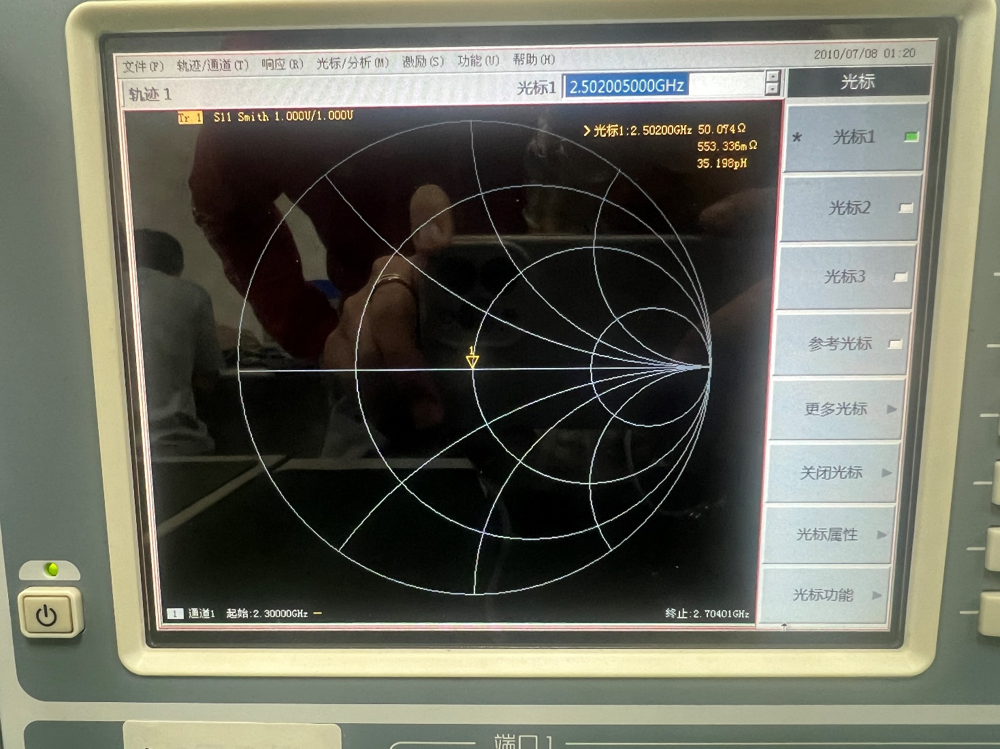 文件(F) 轨迹/通道(T) 响应(R) 光标/分析(M) 激励(S) 功能(U) 帮助(H) 2010/07/08 01:20
轨迹 1 光标1 2.502005000GHz 光标
Tr 1 S11 Smith 1.000U/1.000U
>光标1:2.50200GHz 50.074Ω
553.336mΩ
35.198pH
* 光标1
光标2
光标3
参考光标
更多光标
关闭光标
光标属性
光标功能
1
1 通道1 起始:2.30000GHz 终止:2.70401GHz
端口 1